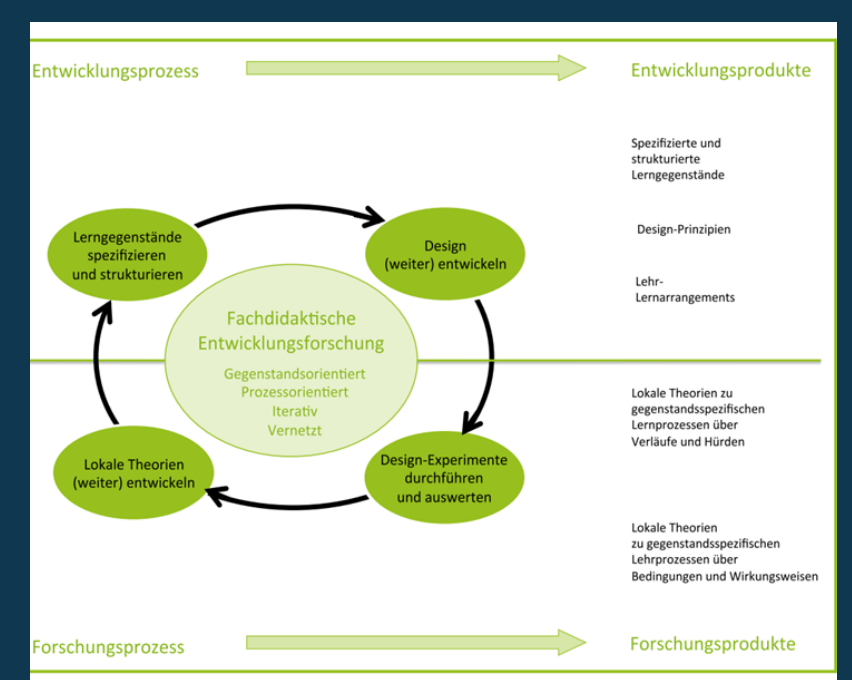 Entwicklungsprozess
Entwicklungsprodukte
Spezifizierte und
strukturierte
Lerngegenstände
Design-Prinzipien
Lehr-
Lernarrangements
Lerngegenstände
spezifizieren
und strukturieren
Design
(weiter) entwickeln
Fachdidaktische
Entwicklungsforschung
Gegenstandsorientiert
Prozessorientiert
Iterativ
Vernetzt
Lokale Theorien
(weiter) entwickeln
Design-Experimente
durchführen
und auswerten
Lokale Theorien zu
gegenstandsspezifischen
Lernprozessen über
Verläufe und Hürden
Lokale Theorien
zu gegenstandsspezifischen
Lehrprozessen über
Bedingungen und Wirkungsweisen
Forschungsprozess
Forschungsprodukte